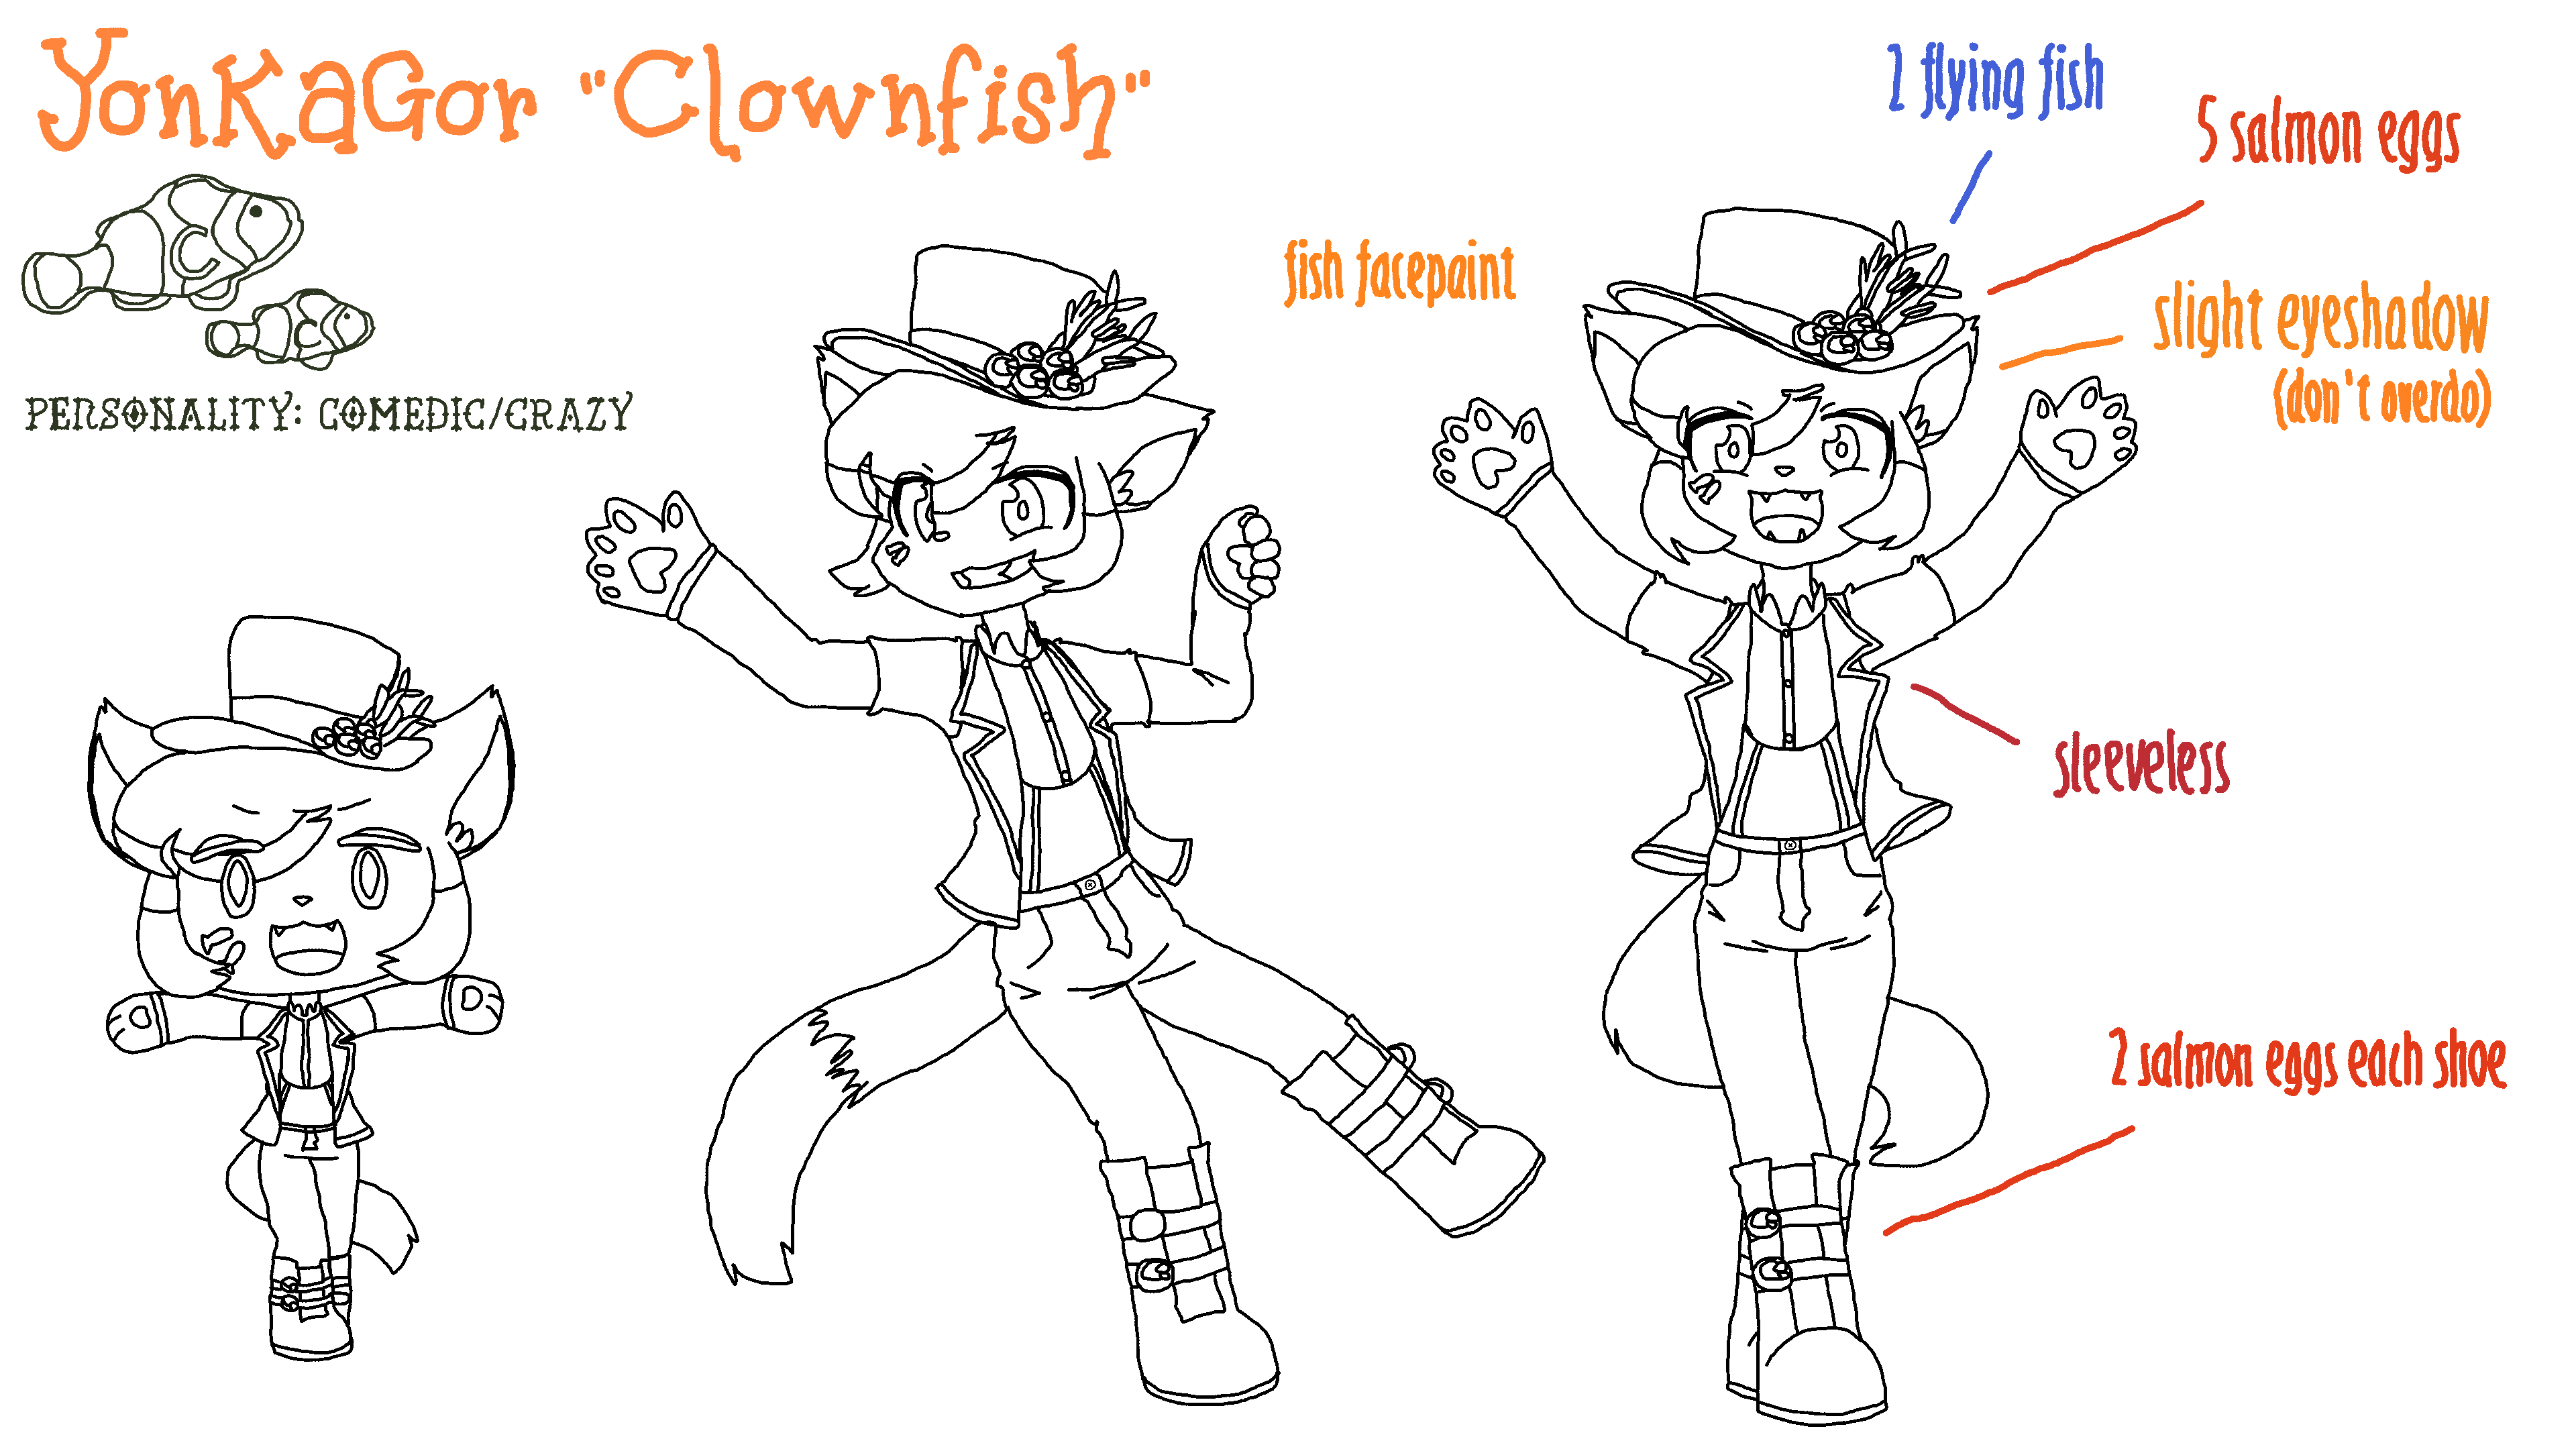 YonKaGor "Clownfish"
PERSONALITY: COMEDIC/CRAZY
fish facepaint
2 flying fish
5 salmon eggs
slight eyeshadow
(don't overdo)
sleeveless
2 salmon eggs each shoe